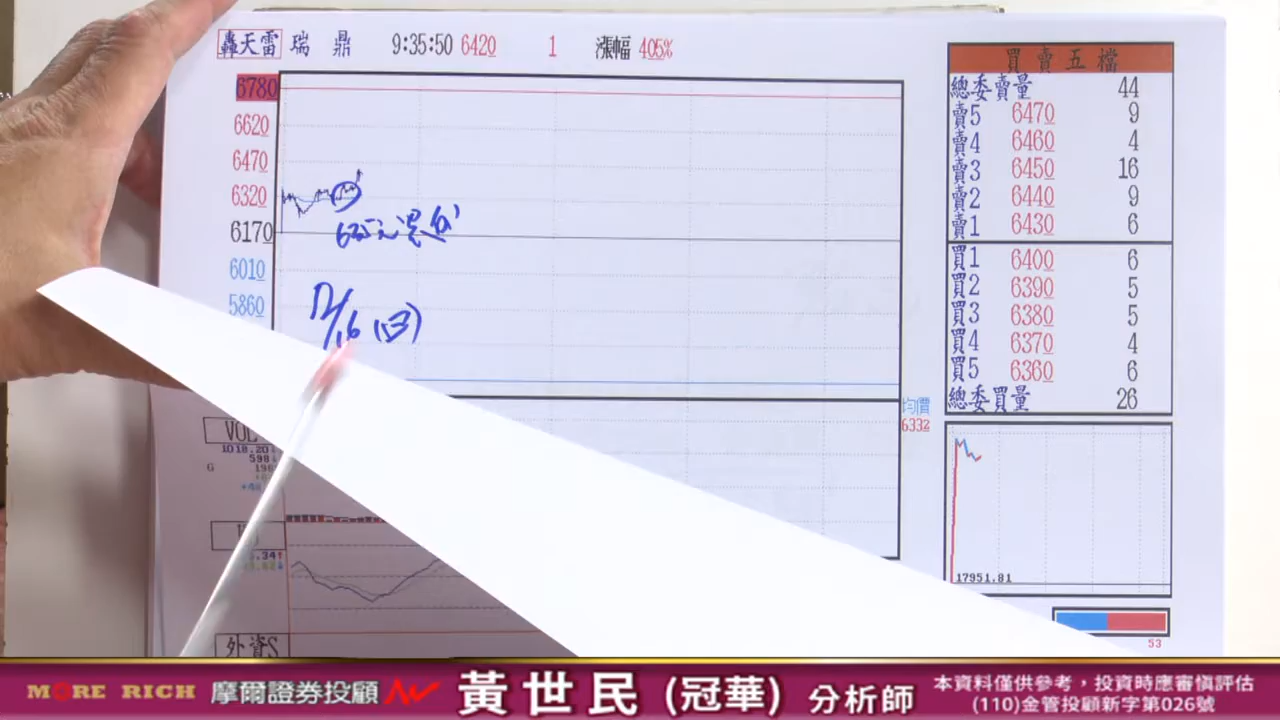 轟天雷 瑞鼎 9:35:50 6420 1 漲幅 405%
6780
6620
6470
6320
6170
6010
5860
12/16(四)
買賣五檔
總委賣量 44
賣5 6470 9
賣4 6460 4
賣3 6450 16
賣2 6440 9
賣1 6430 6
買1 6400 6
買2 6390 5
買3 6380 5
買4 6370 4
買5 6360 6
總委買量 26
均價
6332
17951.81
53
VOL
外資S
MORE RICH 摩爾證券投顧 黃世民(冠華)分析師
本資料僅供參考，投資時應審慎評估
(110)金管投顧新字第026號